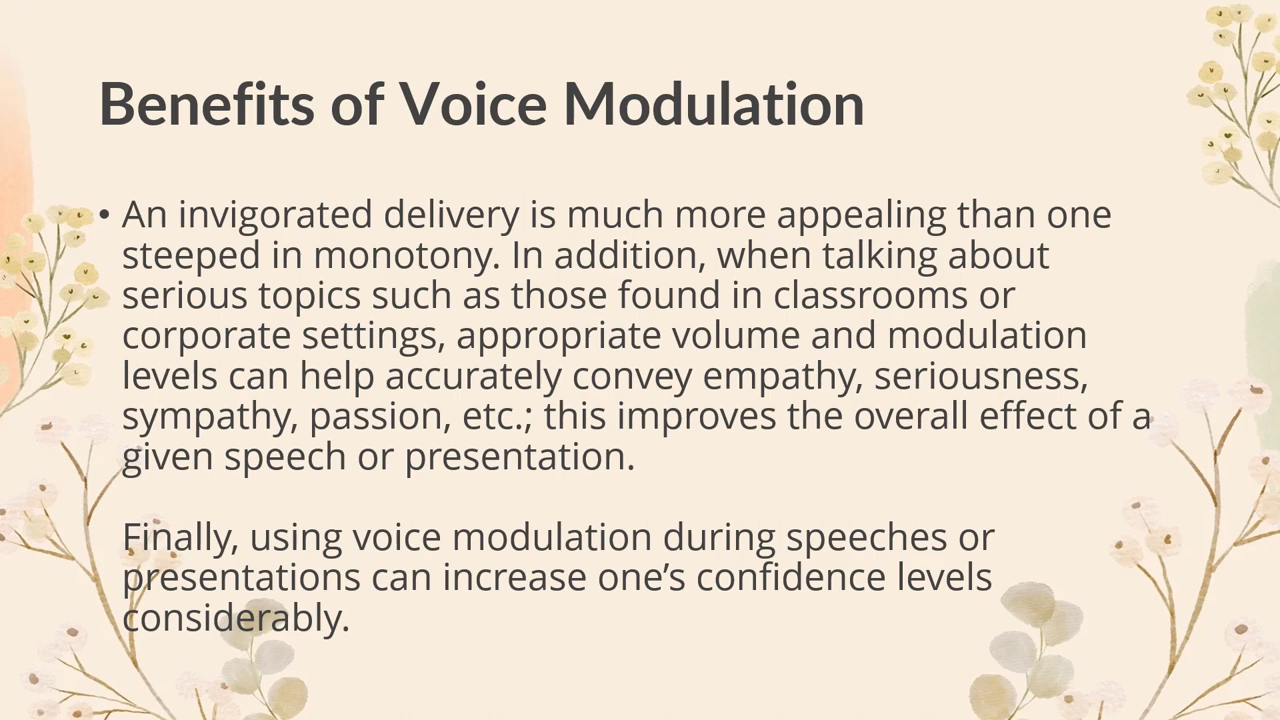 Benefits of Voice Modulation
• An invigorated delivery is much more appealing than one
steeped in monotony. In addition, when talking about
serious topics such as those found in classrooms or
corporate settings, appropriate volume and modulation
levels can help accurately convey empathy, seriousness,
sympathy, passion, etc.; this improves the overall effect of a
given speech or presentation.
Finally, using voice modulation during speeches or
presentations can increase one’s confidence levels
considerably.